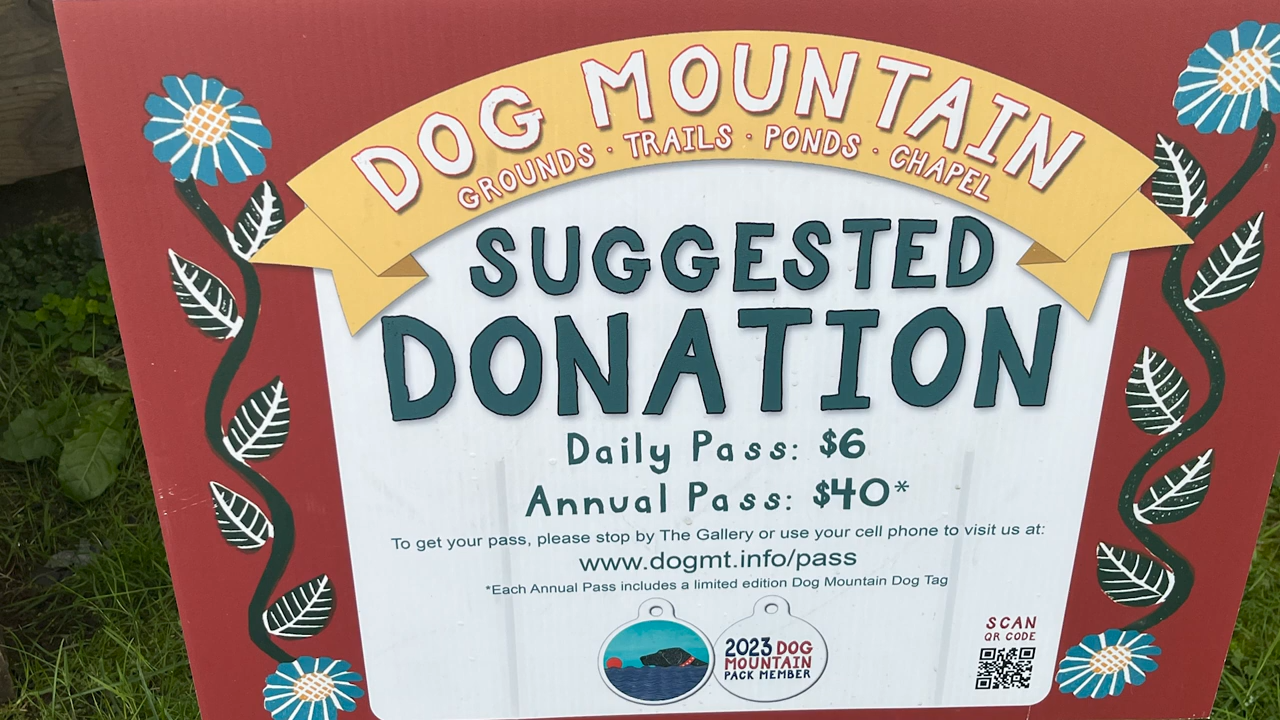 DOG MOUNTAIN
GROUNDS · TRAILS · PONDS · CHAPEL
SUGGESTED
DONATION
Daily Pass: $6
Annual Pass: $40*
To get your pass, please stop by The Gallery or use your cell phone to visit us at:
www.dogmt.info/pass
*Each Annual Pass includes a limited edition Dog Mountain Dog Tag
2023 DOG
MOUNTAIN
PACK MEMBER
SCAN
QR CODE